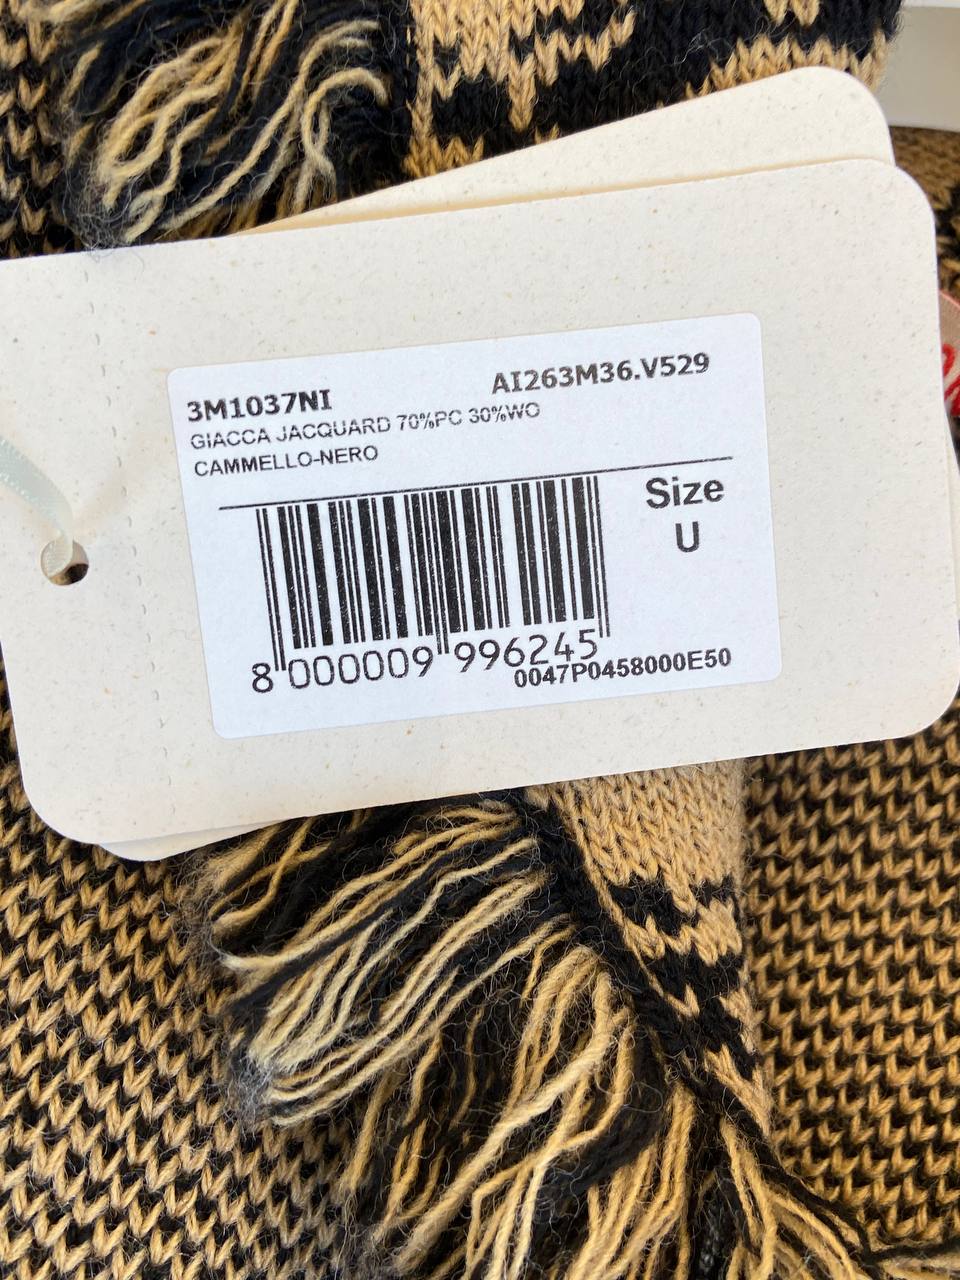 3M1037NI AI263M36.V529
GIACCA JACQUARD 70%PC 30%WO
CAMMELLO-NERO
Size
U
8 000009 996245
0047P0458000E50